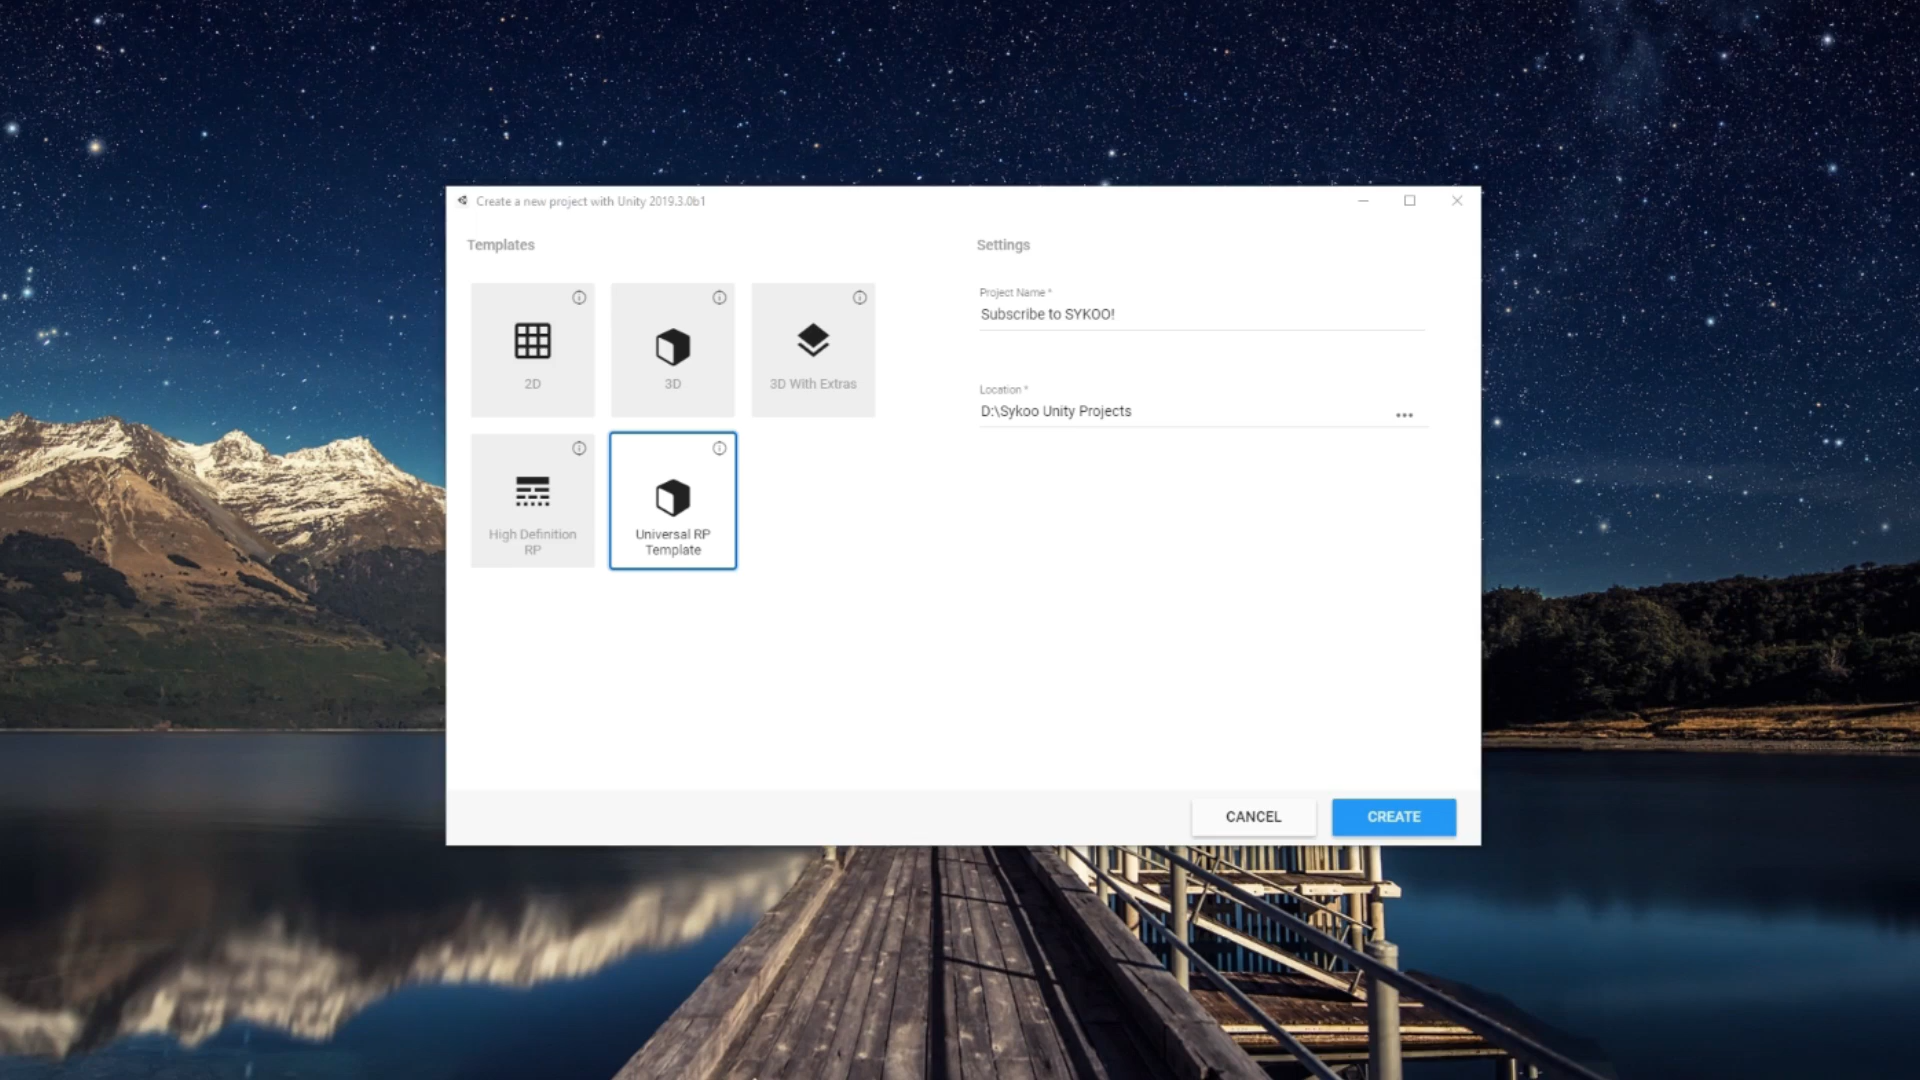 Create a new project with Unity 2019.3.0b1
Templates
2D
3D
3D With Extras
High Definition
RP
Universal RP
Template
Settings
Project Name *
Subscribe to SYKOO!
Location *
D:\Sykoo Unity Projects
CANCEL
CREATE